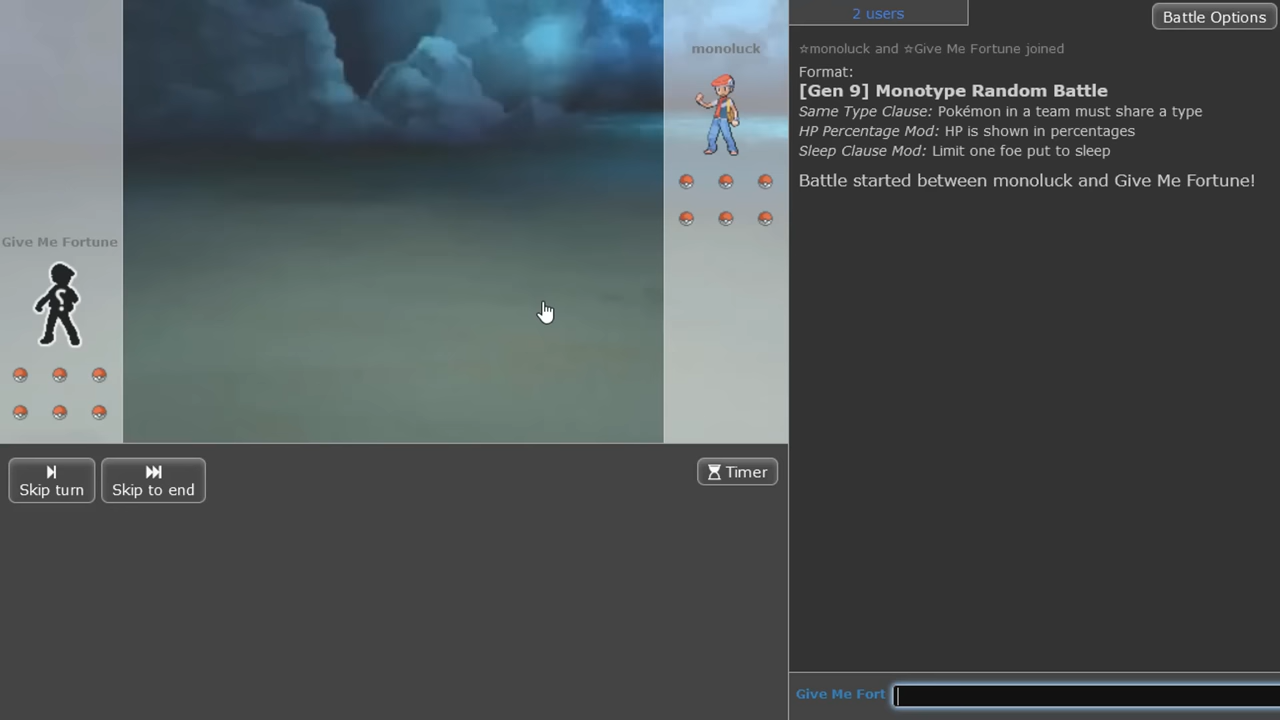 monoluck
Give Me Fortune
Skip turn
Skip to end
Timer
2 users
Battle Options
☆monoluck and ☆Give Me Fortune joined
Format:
[Gen 9] Monotype Random Battle
Same Type Clause: Pokémon in a team must share a type
HP Percentage Mod: HP is shown in percentages
Sleep Clause Mod: Limit one foe put to sleep
Battle started between monoluck and Give Me Fortune!
Give Me Fort